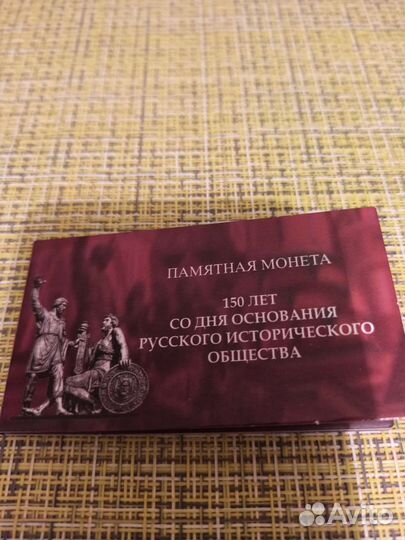 ПАМЯТНАЯ МОНЕТА
150 ЛЕТ
СО ДНЯ ОСНОВАНИЯ
РУССКОГО ИСТОРИЧЕСКОГО
ОБЩЕСТВА
Avito